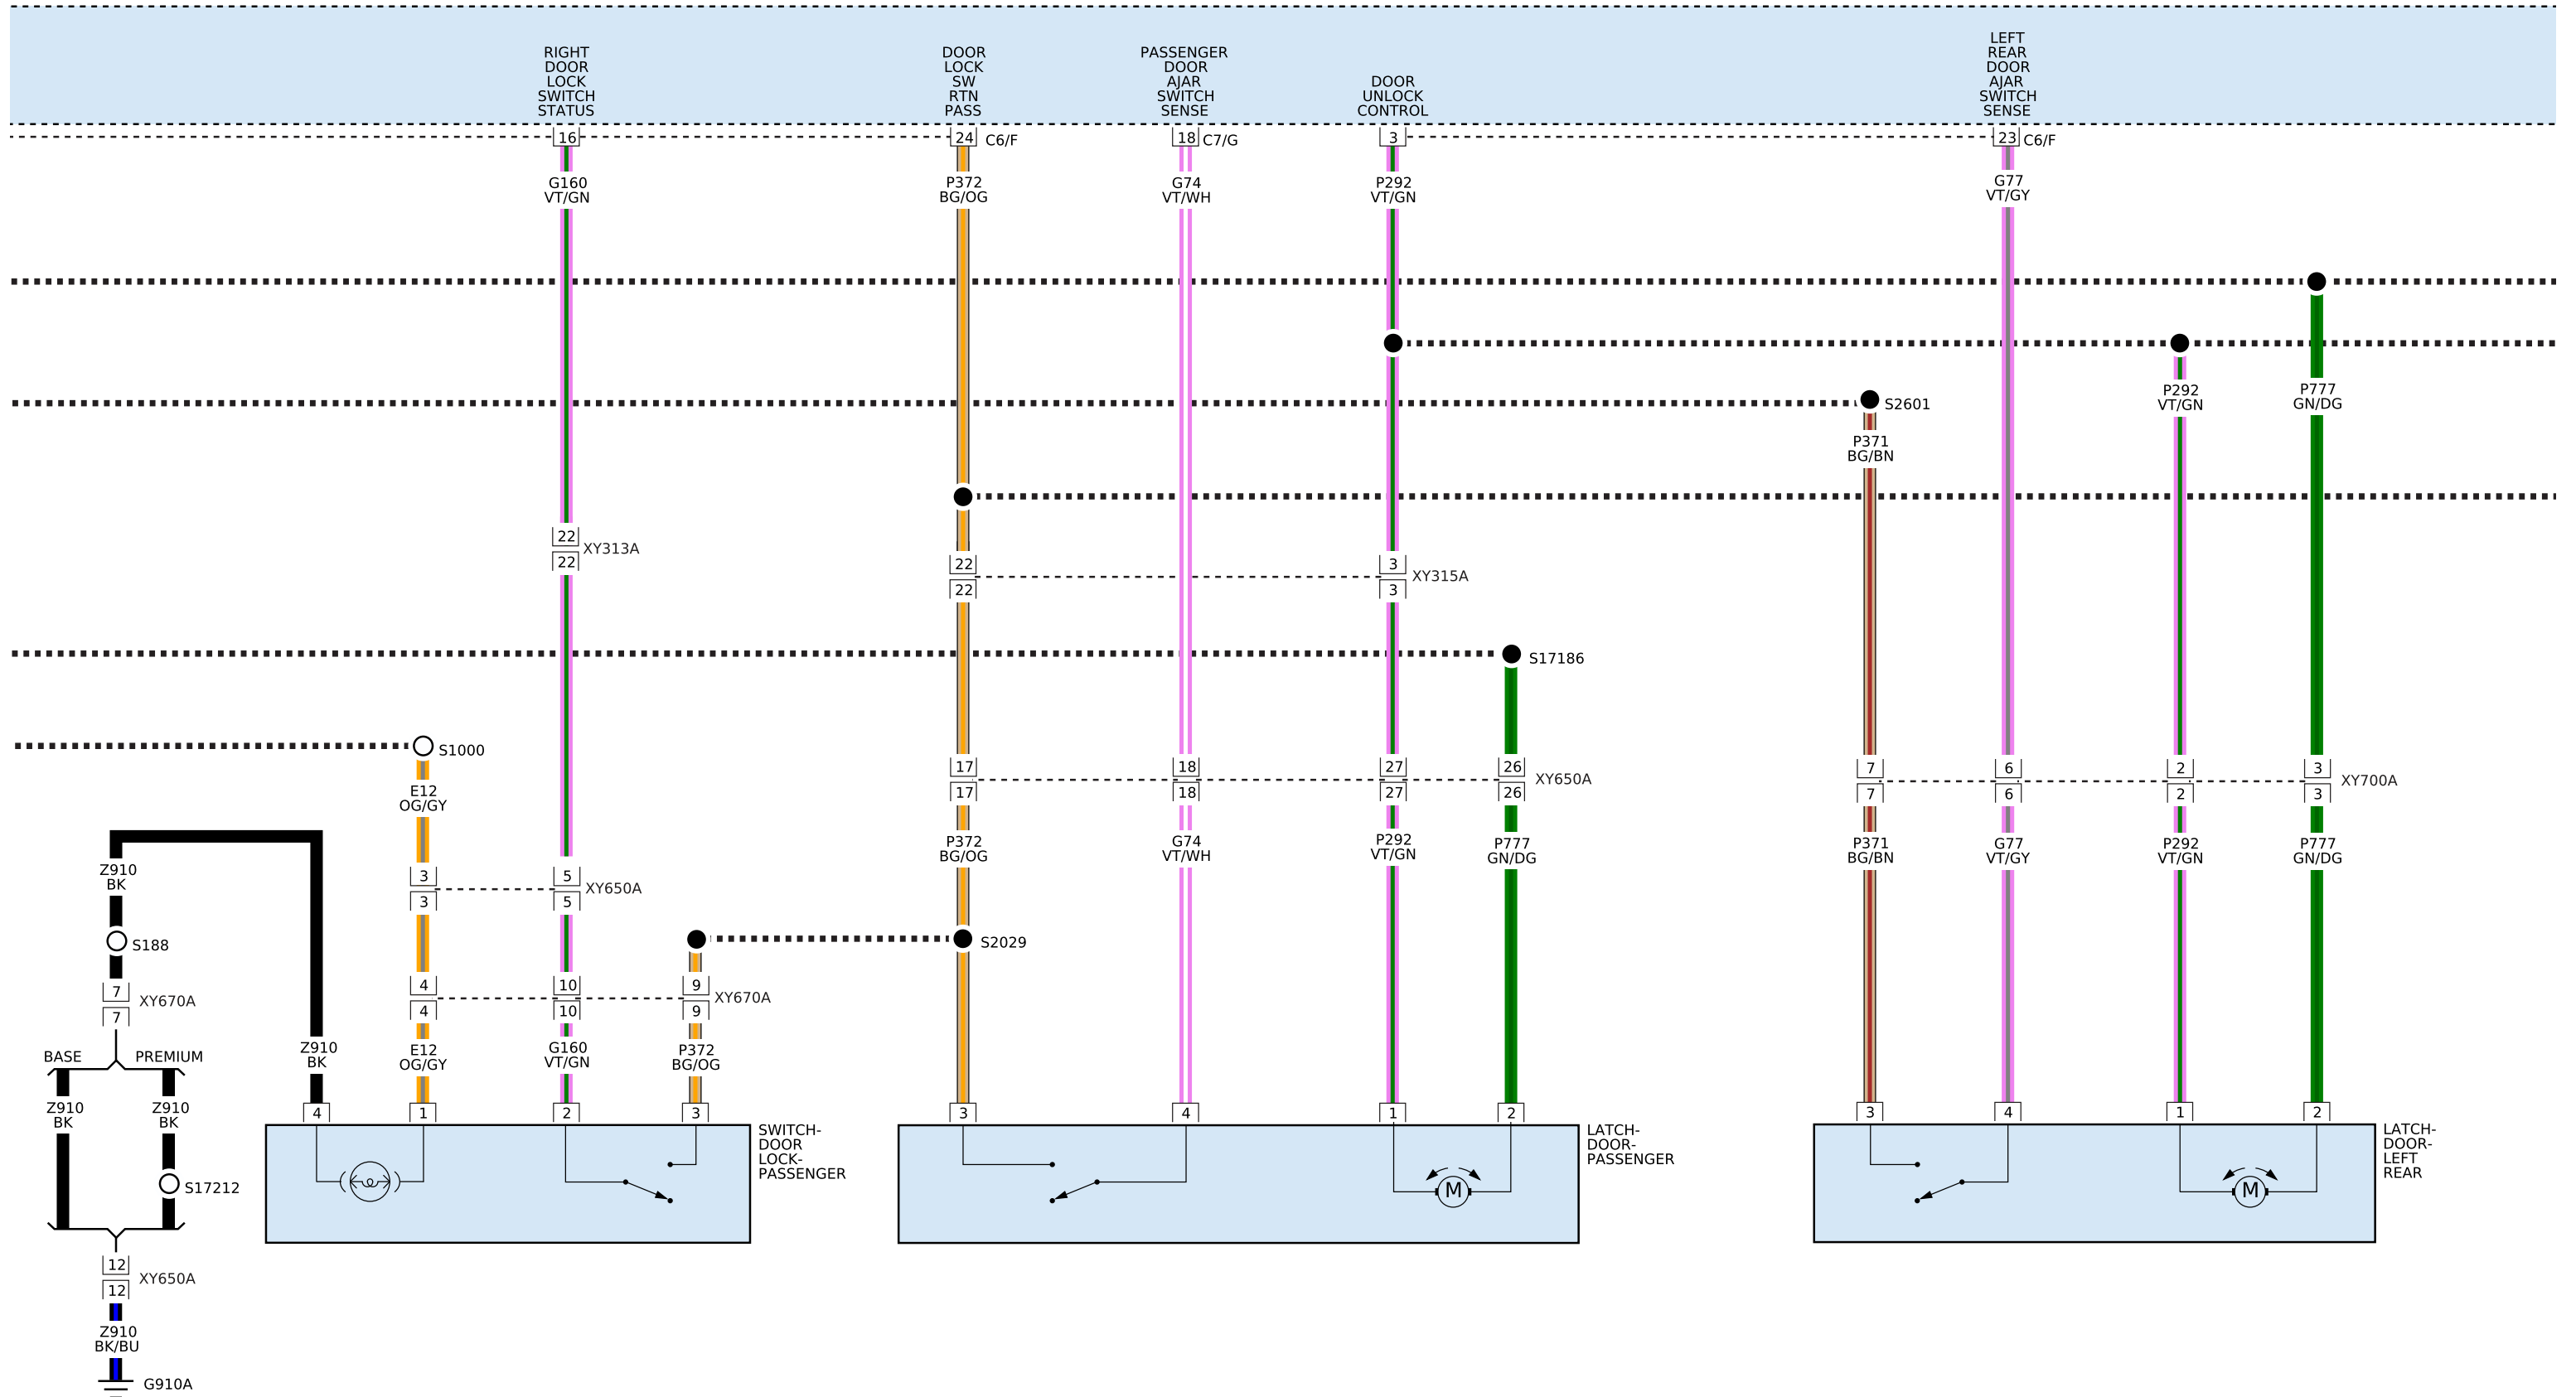 RIGHT
DOOR
LOCK
SWITCH
STATUS
DOOR
LOCK
SW
RTN
PASS
PASSENGER
DOOR
AJAR
SWITCH
SENSE
DOOR
UNLOCK
CONTROL
LEFT
REAR
DOOR
AJAR
SWITCH
SENSE
16
24
C6/F
18
C7/G
3
23
C6/F
G160
VT/GN
P372
BG/OG
G74
VT/WH
P292
VT/GN
G77
VT/GY
P292
VT/GN
P777
GN/DG
S2601
P371
BG/BN
22
22
XY313A
22
22
3
3
XY315A
S17186
S1000
17
17
18
18
27
27
26
26
XY650A
7
7
6
6
2
2
3
3
XY700A
E12
OG/GY
P372
BG/OG
G74
VT/WH
P292
VT/GN
P777
GN/DG
P371
BG/BN
G77
VT/GY
P292
VT/GN
P777
GN/DG
Z910
BK
3
3
5
5
XY650A
S188
S2029
7
7
XY670A
4
4
10
10
9
9
XY670A
BASE
PREMIUM
Z910
BK
E12
OG/GY
G160
VT/GN
P372
BG/OG
Z910
BK
Z910
BK
4
1
2
3
3
4
1
2
3
4
1
2
SWITCH-
DOOR
LOCK-
PASSENGER
LATCH-
DOOR-
PASSENGER
LATCH-
DOOR-
LEFT
REAR
M
M
S17212
12
12
XY650A
Z910
BK/BU
G910A